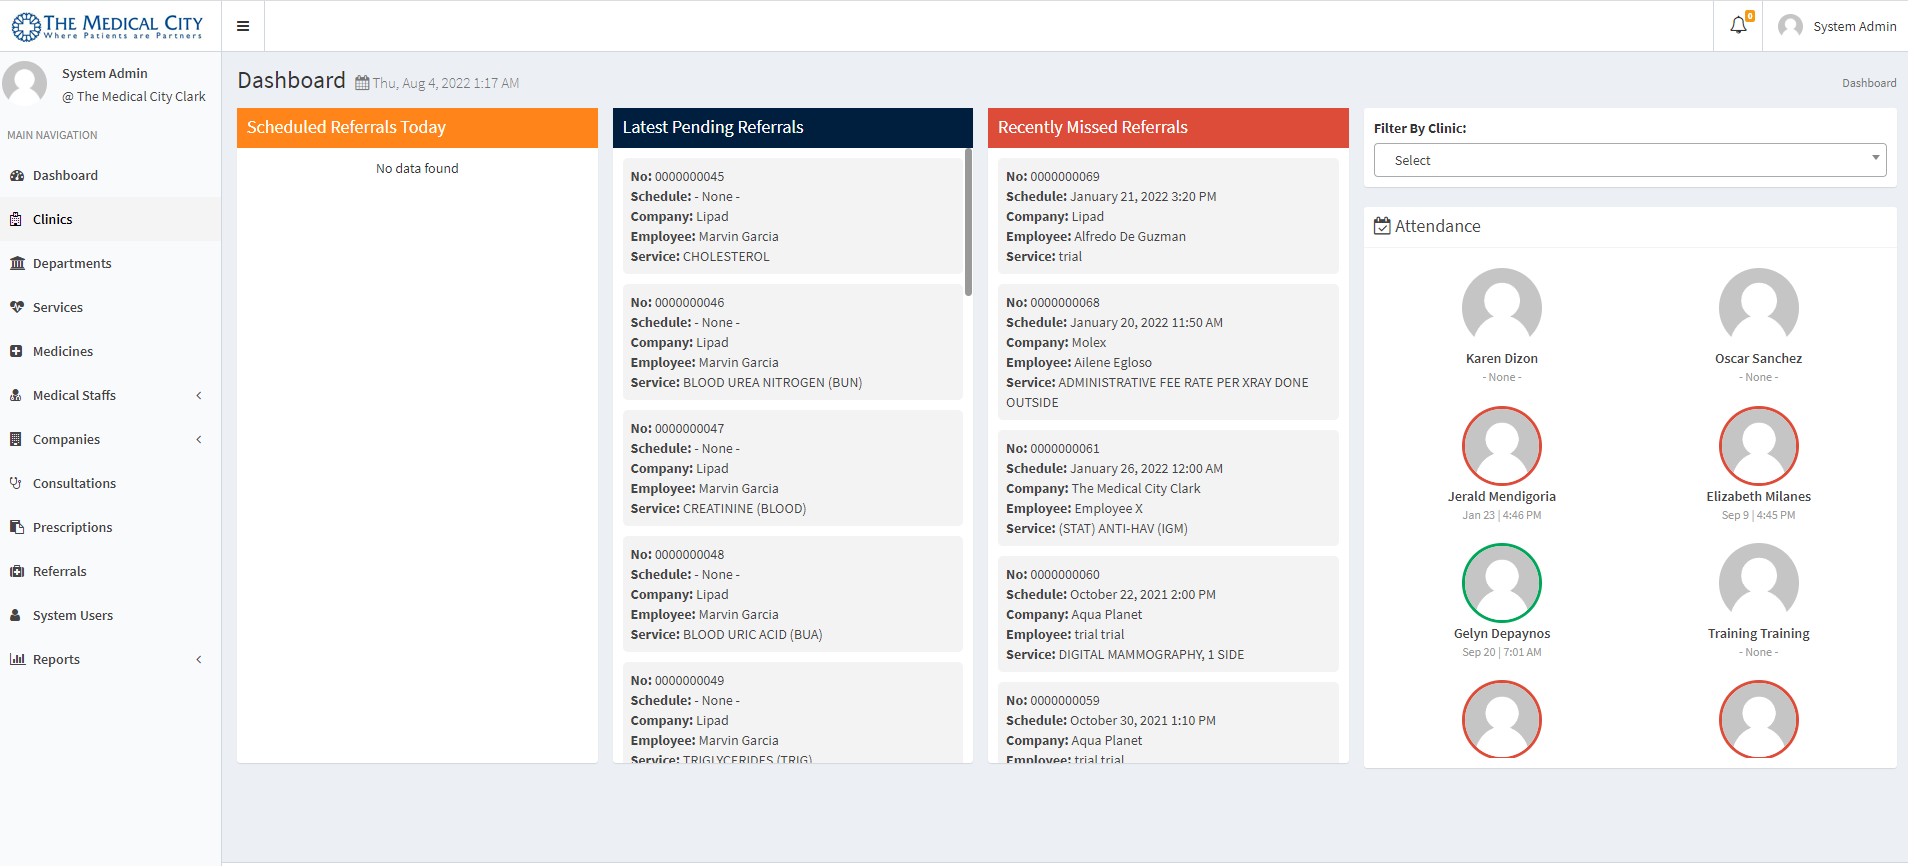 THE MEDICAL CITY
Where Patients are Partners
0
System Admin
System Admin
@ The Medical City Clark
MAIN NAVIGATION
Dashboard
Clinics
Departments
Services
Medicines
Medical Staffs
Companies
Consultations
Prescriptions
Referrals
System Users
Reports
Dashboard Thu, Aug 4, 2022 1:17 AM
Dashboard
Scheduled Referrals Today
No data found
Latest Pending Referrals
No: 0000000045
Schedule: - None -
Company: Lipad
Employee: Marvin Garcia
Service: CHOLESTEROL
No: 0000000046
Schedule: - None -
Company: Lipad
Employee: Marvin Garcia
Service: BLOOD UREA NITROGEN (BUN)
No: 0000000047
Schedule: - None -
Company: Lipad
Employee: Marvin Garcia
Service: CREATININE (BLOOD)
No: 0000000048
Schedule: - None -
Company: Lipad
Employee: Marvin Garcia
Service: BLOOD URIC ACID (BUA)
No: 0000000049
Schedule: - None -
Company: Lipad
Employee: Marvin Garcia
Service: TRIGLYCERIDES (TRIG)
Recently Missed Referrals
No: 0000000069
Schedule: January 21, 2022 3:20 PM
Company: Lipad
Employee: Alfredo De Guzman
Service: trial
No: 0000000068
Schedule: January 20, 2022 11:50 AM
Company: Molex
Employee: Ailene Egloso
Service: ADMINISTRATIVE FEE RATE PER XRAY DONE
OUTSIDE
No: 0000000061
Schedule: January 26, 2022 12:00 AM
Company: The Medical City Clark
Employee: Employee X
Service: (STAT) ANTI-HAV (IGM)
No: 0000000060
Schedule: October 22, 2021 2:00 PM
Company: Aqua Planet
Employee: trial trial
Service: DIGITAL MAMMOGRAPHY, 1 SIDE
No: 0000000059
Schedule: October 30, 2021 1:10 PM
Company: Aqua Planet
Employee: trial trial
Filter By Clinic:
Select
Attendance
Karen Dizon
- None -
Oscar Sanchez
- None -
Jerald Mendigoria
Jan 23 | 4:46 PM
Elizabeth Milanes
Sep 9 | 4:45 PM
Gelyn Depaynos
Sep 20 | 7:01 AM
Training Training
- None -